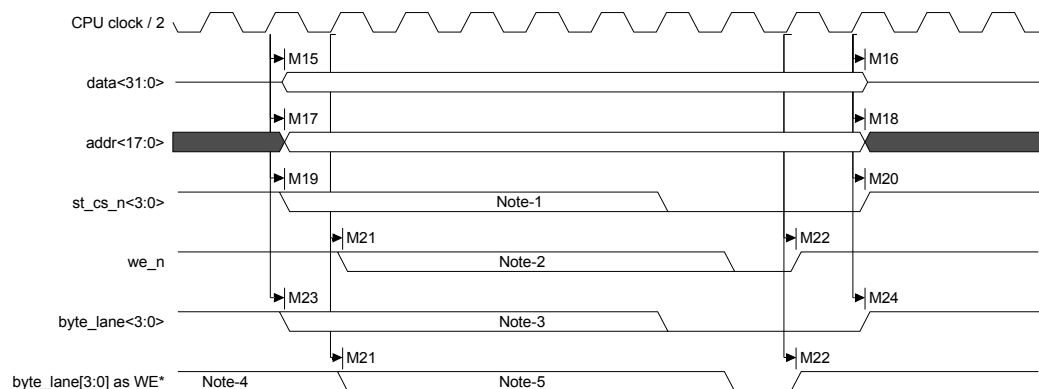 CPU clock / 2
M15 M16
data<31:0>
M17 M18
addr<17:0>
M19 M20
st_cs_n<3:0> Note-1
M21 M22
we_n Note-2
M23 M24
byte_lane<3:0> Note-3
M21 M22
byte_lane[3:0] as WE* Note-4 Note-5